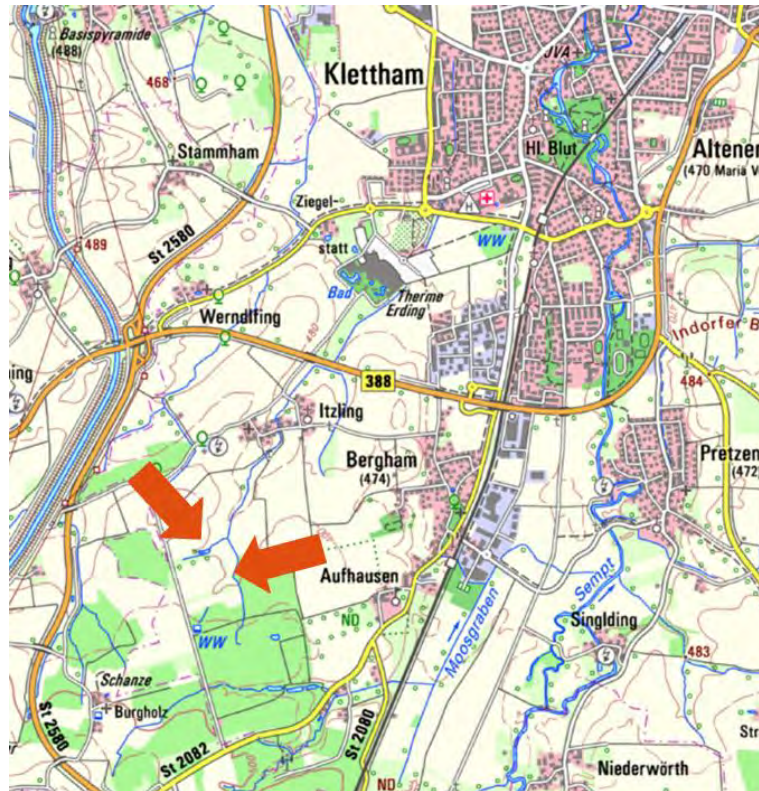 Basispyramide
(488)
JVA
468
Klettham
Stammham
Hl. Blut
(470 Maria
Ziegel-
H
489
St 2580
statt
WW
Bad
Therme
Erding
480
Werndlfing
Indorfer
388
484
Itzling
Bergham
(474)
(472)
Aufhausen
ND
Moosgraben
Sempt
Singlding
WW
483
Schanze
Burgholz
St 2580
St 2082
St 2080
Niederwörth
ND
500